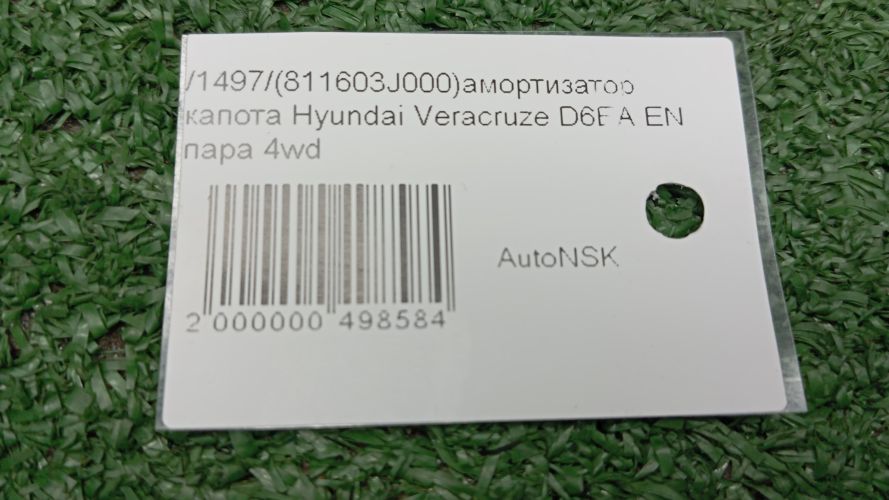 /1497/(811603J000)амортизатор
капота Hyundai Veracruze D6EA EN
пара 4wd
AutoNSK
2 000000 498584